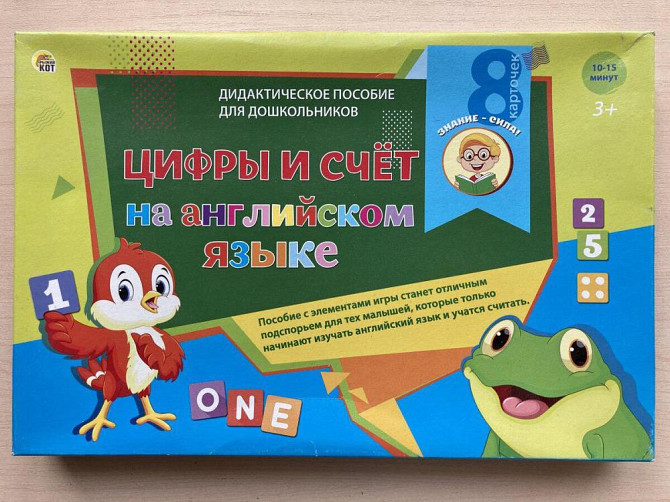 РЫЖИЙ КОТ
ДИДАКТИЧЕСКОЕ ПОСОБИЕ
ДЛЯ ДОШКОЛЬНИКОВ
8
карточек
10-15
минут
3+
ЗНАНИЕ - СИЛА!
ЦИФРЫ И СЧЁТ
на английском
языке
Пособие с элементами игры станет отличным
подспорьем для тех малышей, которые только
начинают изучать английский язык и учатся считать.
1
2
5
ONE